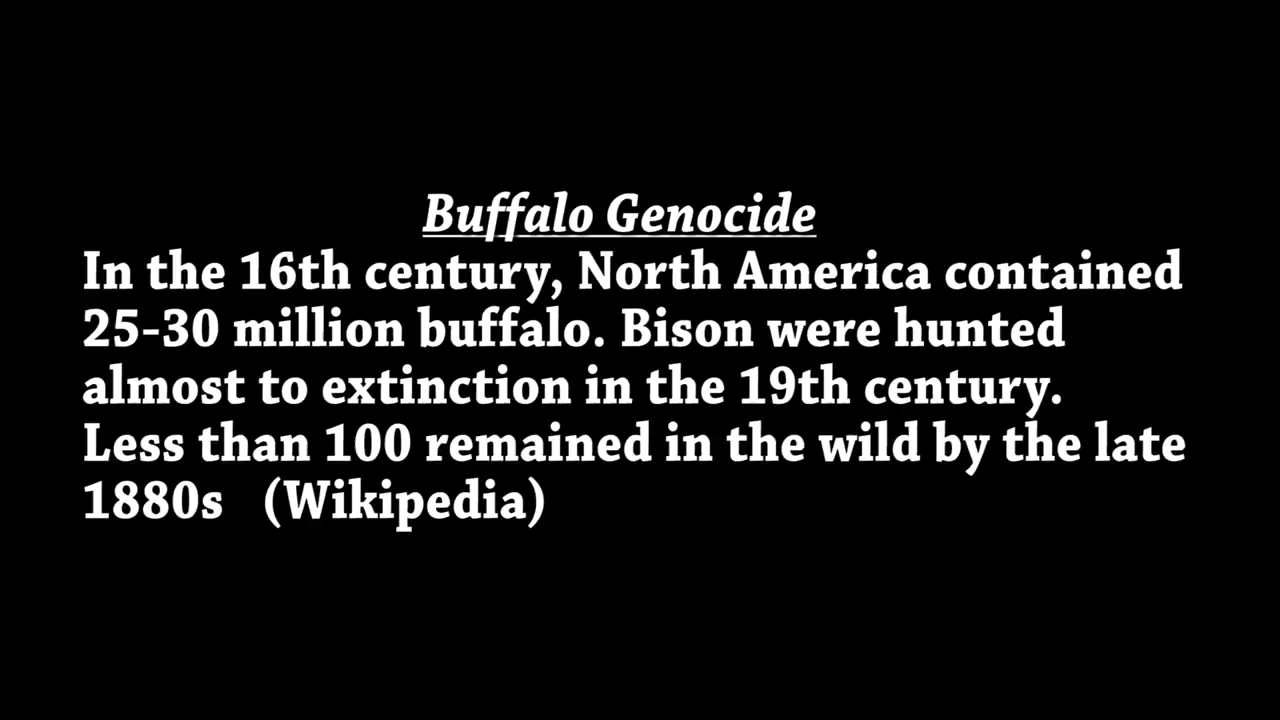 Buffalo Genocide
In the 16th century, North America contained
25-30 million buffalo. Bison were hunted
almost to extinction in the 19th century.
Less than 100 remained in the wild by the late
1880s (Wikipedia)